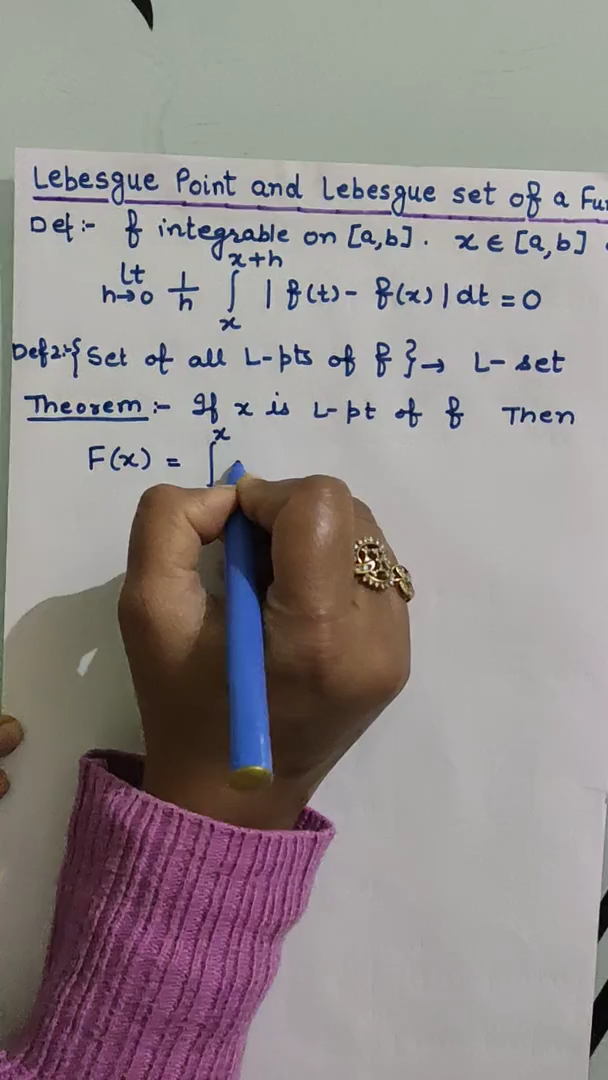 Lebesgue Point and Lebesgue set of a Fu
Def:- f integrable on [a,b]. x ∈ [a,b]
Lt h→0 1/h ∫_x^{x+h} | f(t) - f(x) | dt = 0
Def2:- {Set of all L-pts of f} → L-set
Theorem:- If x is L-pt of f Then
F(x) = ∫^x